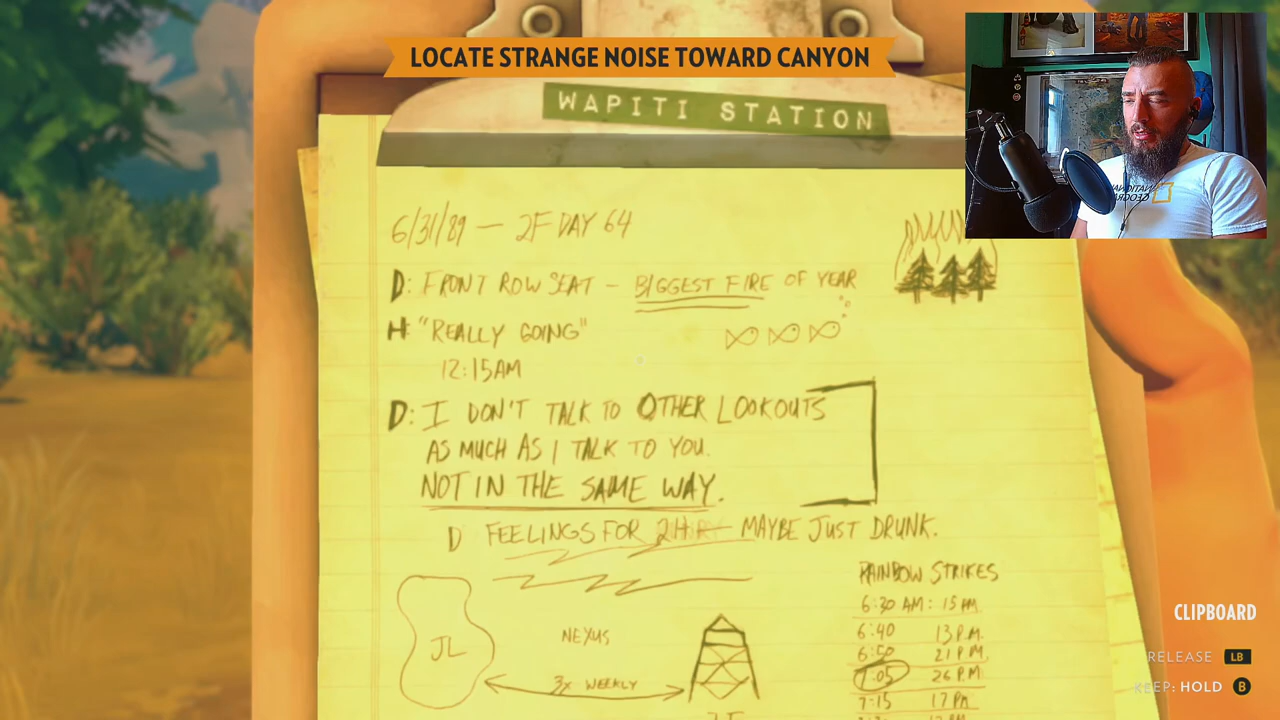 LOCATE STRANGE NOISE TOWARD CANYON
WAPITI STATION
6/31/89 — 2F DAY 64
D: FRONT ROW SEAT - BIGGEST FIRE OF YEAR
H: "REALLY GOING"
12:15AM
D: I DON'T TALK TO OTHER LOOKOUTS
AS MUCH AS I TALK TO YOU.
NOT IN THE SAME WAY.
D FEELINGS FOR MAYBE JUST DRUNK.
RAINBOW STRIKES
6:30 AM: 15 PM
6:40 13 P.M.
6:50 21 P.M.
7:05 26 P.M
7:15 17 PM
JL
NEXUS
3x WEEKLY
CLIPBOARD
RELEASE LB
KEEP: HOLD B